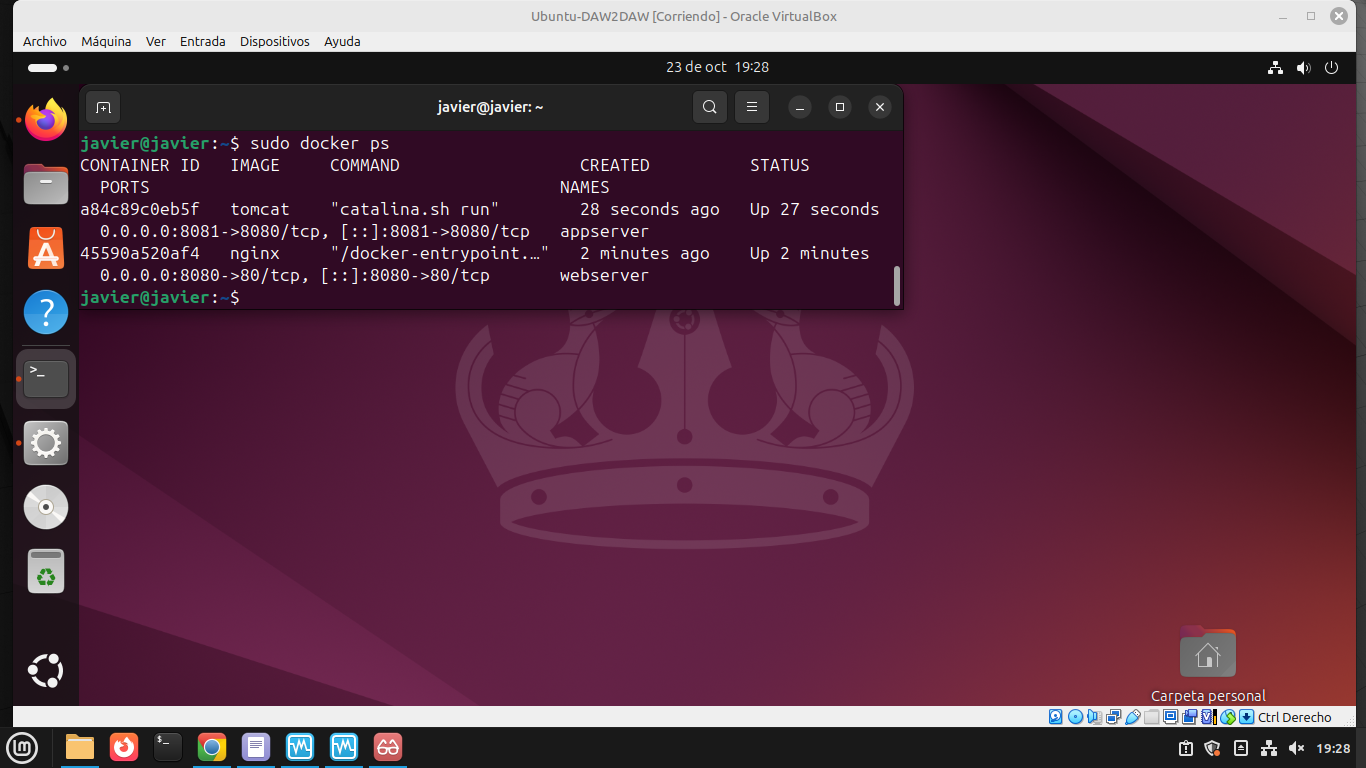 Ubuntu-DAW2DAW [Corriendo] - Oracle VirtualBox
Archivo Máquina Ver Entrada Dispositivos Ayuda
23 de oct 19:28
javier@javier: ~
javier@javier:~$ sudo docker ps
CONTAINER ID   IMAGE     COMMAND                  CREATED          STATUS
  PORTS                                         NAMES
a84c89c0eb5f   tomcat    "catalina.sh run"        28 seconds ago   Up 27 seconds
  0.0.0.0:8081->8080/tcp, [::]:8081->8080/tcp   appserver
45590a520af4   nginx     "/docker-entrypoint.…"   2 minutes ago    Up 2 minutes
  0.0.0.0:8080->80/tcp, [::]:8080->80/tcp       webserver
javier@javier:~$
Carpeta personal
Ctrl Derecho
19:28